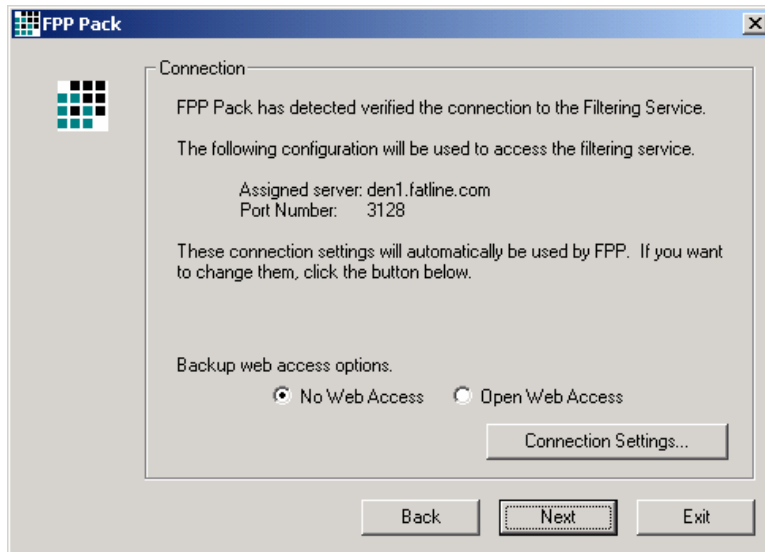 FPP Pack
Connection
FPP Pack has detected verified the connection to the Filtering Service.
The following configuration will be used to access the filtering service.
Assigned server: den1.fatline.com
Port Number: 3128
These connection settings will automatically be used by FPP. If you want
to change them, click the button below.
Backup web access options.
No Web Access Open Web Access
Connection Settings...
Back Next Exit